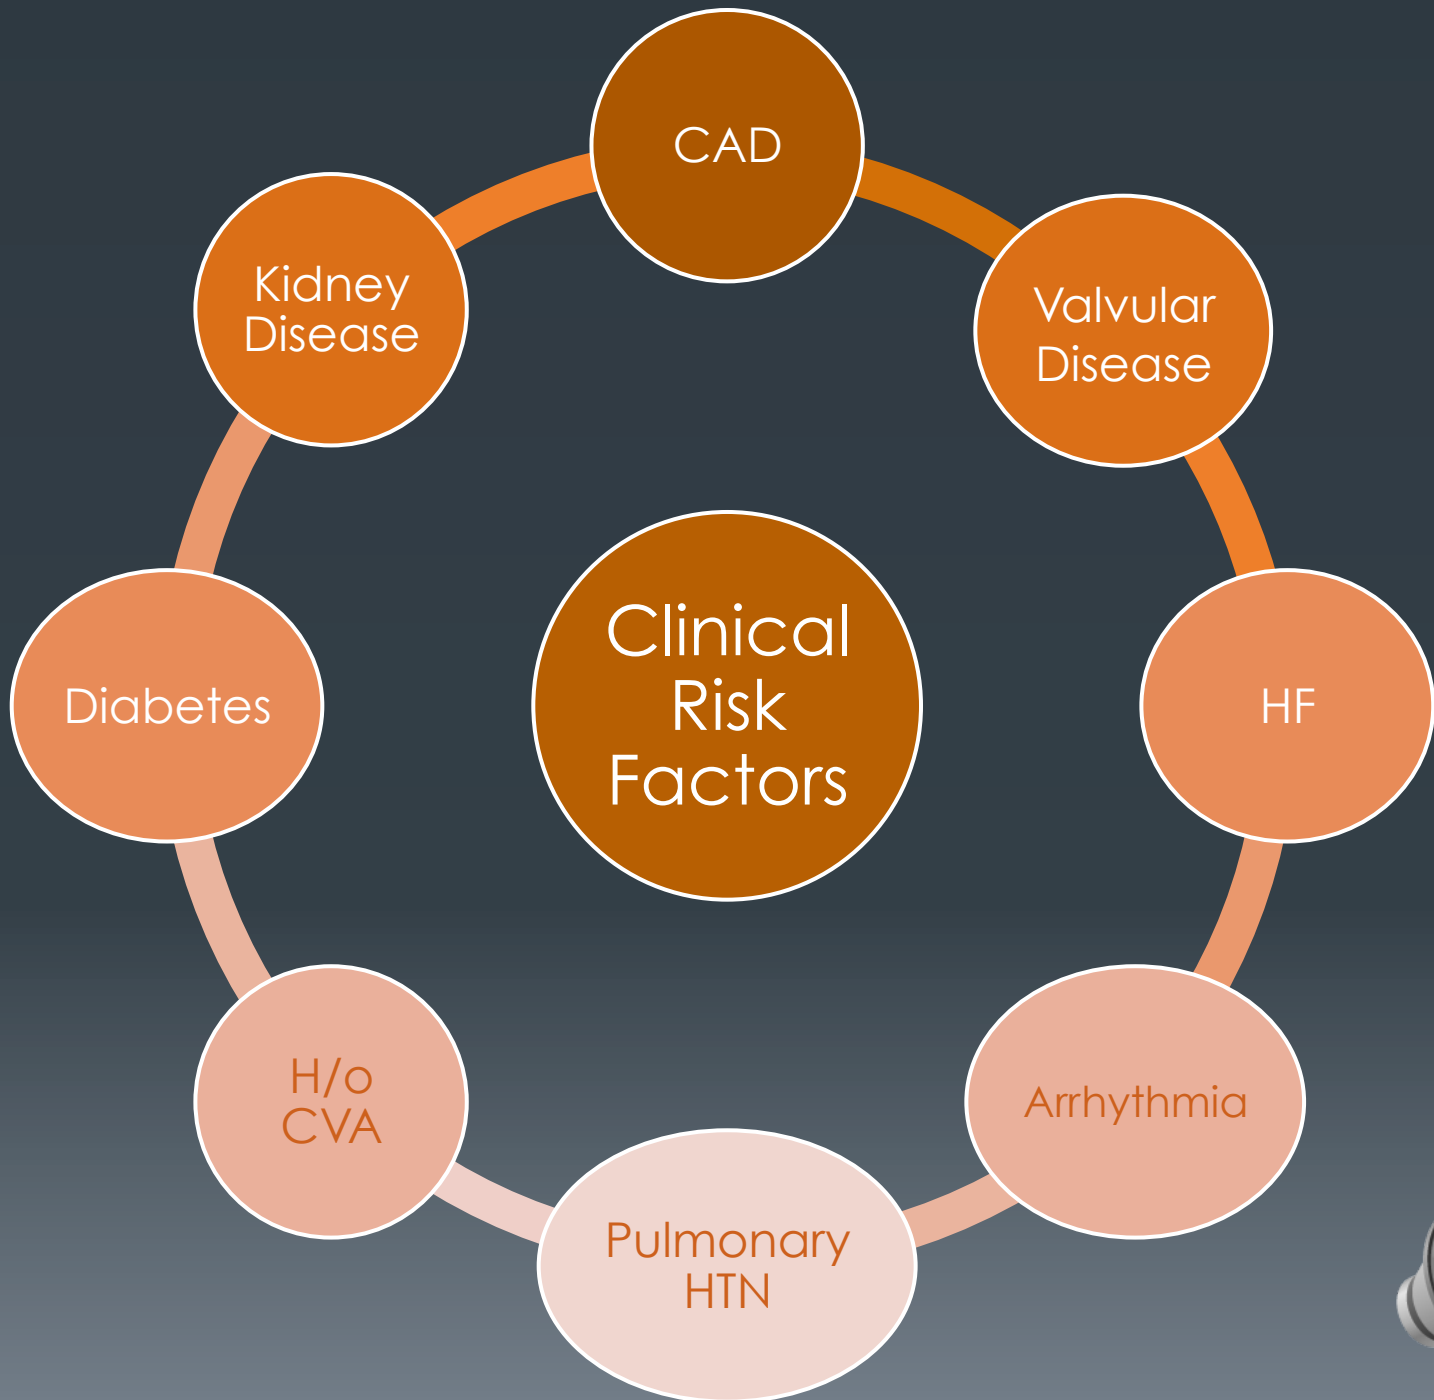 CAD
Valvular
Disease
HF
Arrhythmia
Pulmonary
HTN
H/o
CVA
Diabetes
Kidney
Disease
Clinical
Risk
Factors